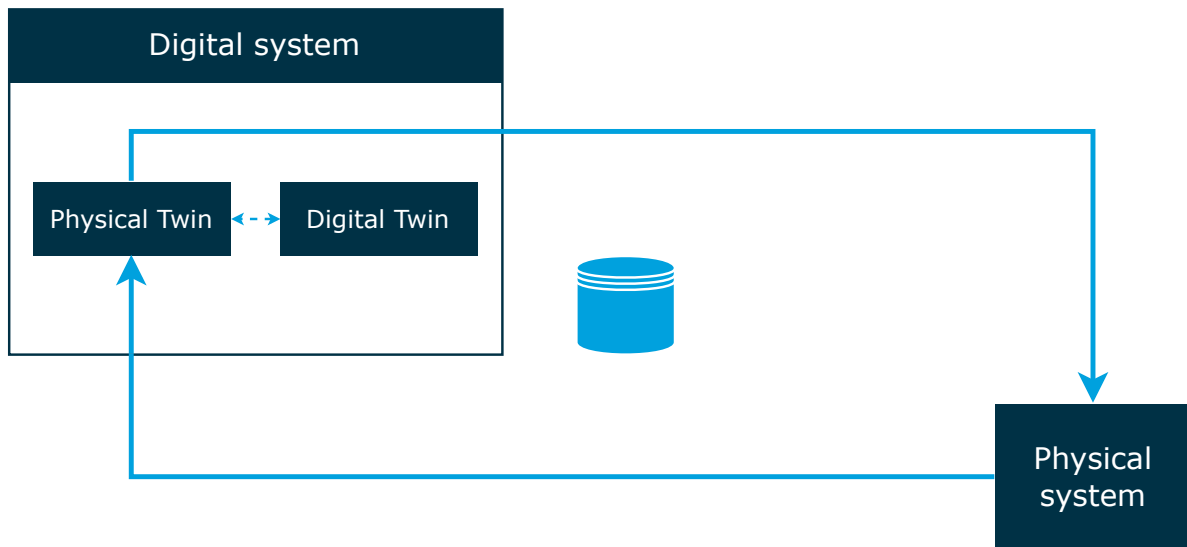 Digital system
Physical Twin
Digital Twin
Physical
system